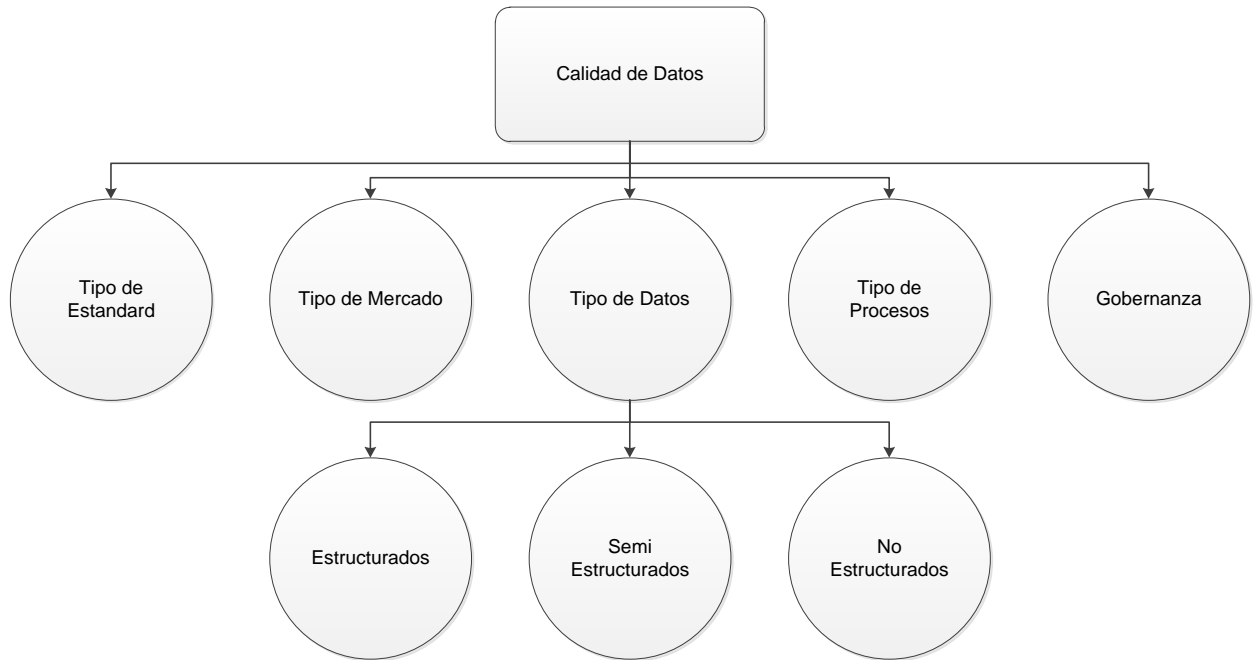 Calidad de Datos
Tipo de
Estandard
Tipo de Mercado
Tipo de Datos
Tipo de
Procesos
Gobernanza
Estructurados
Semi
Estructurados
No
Estructurados